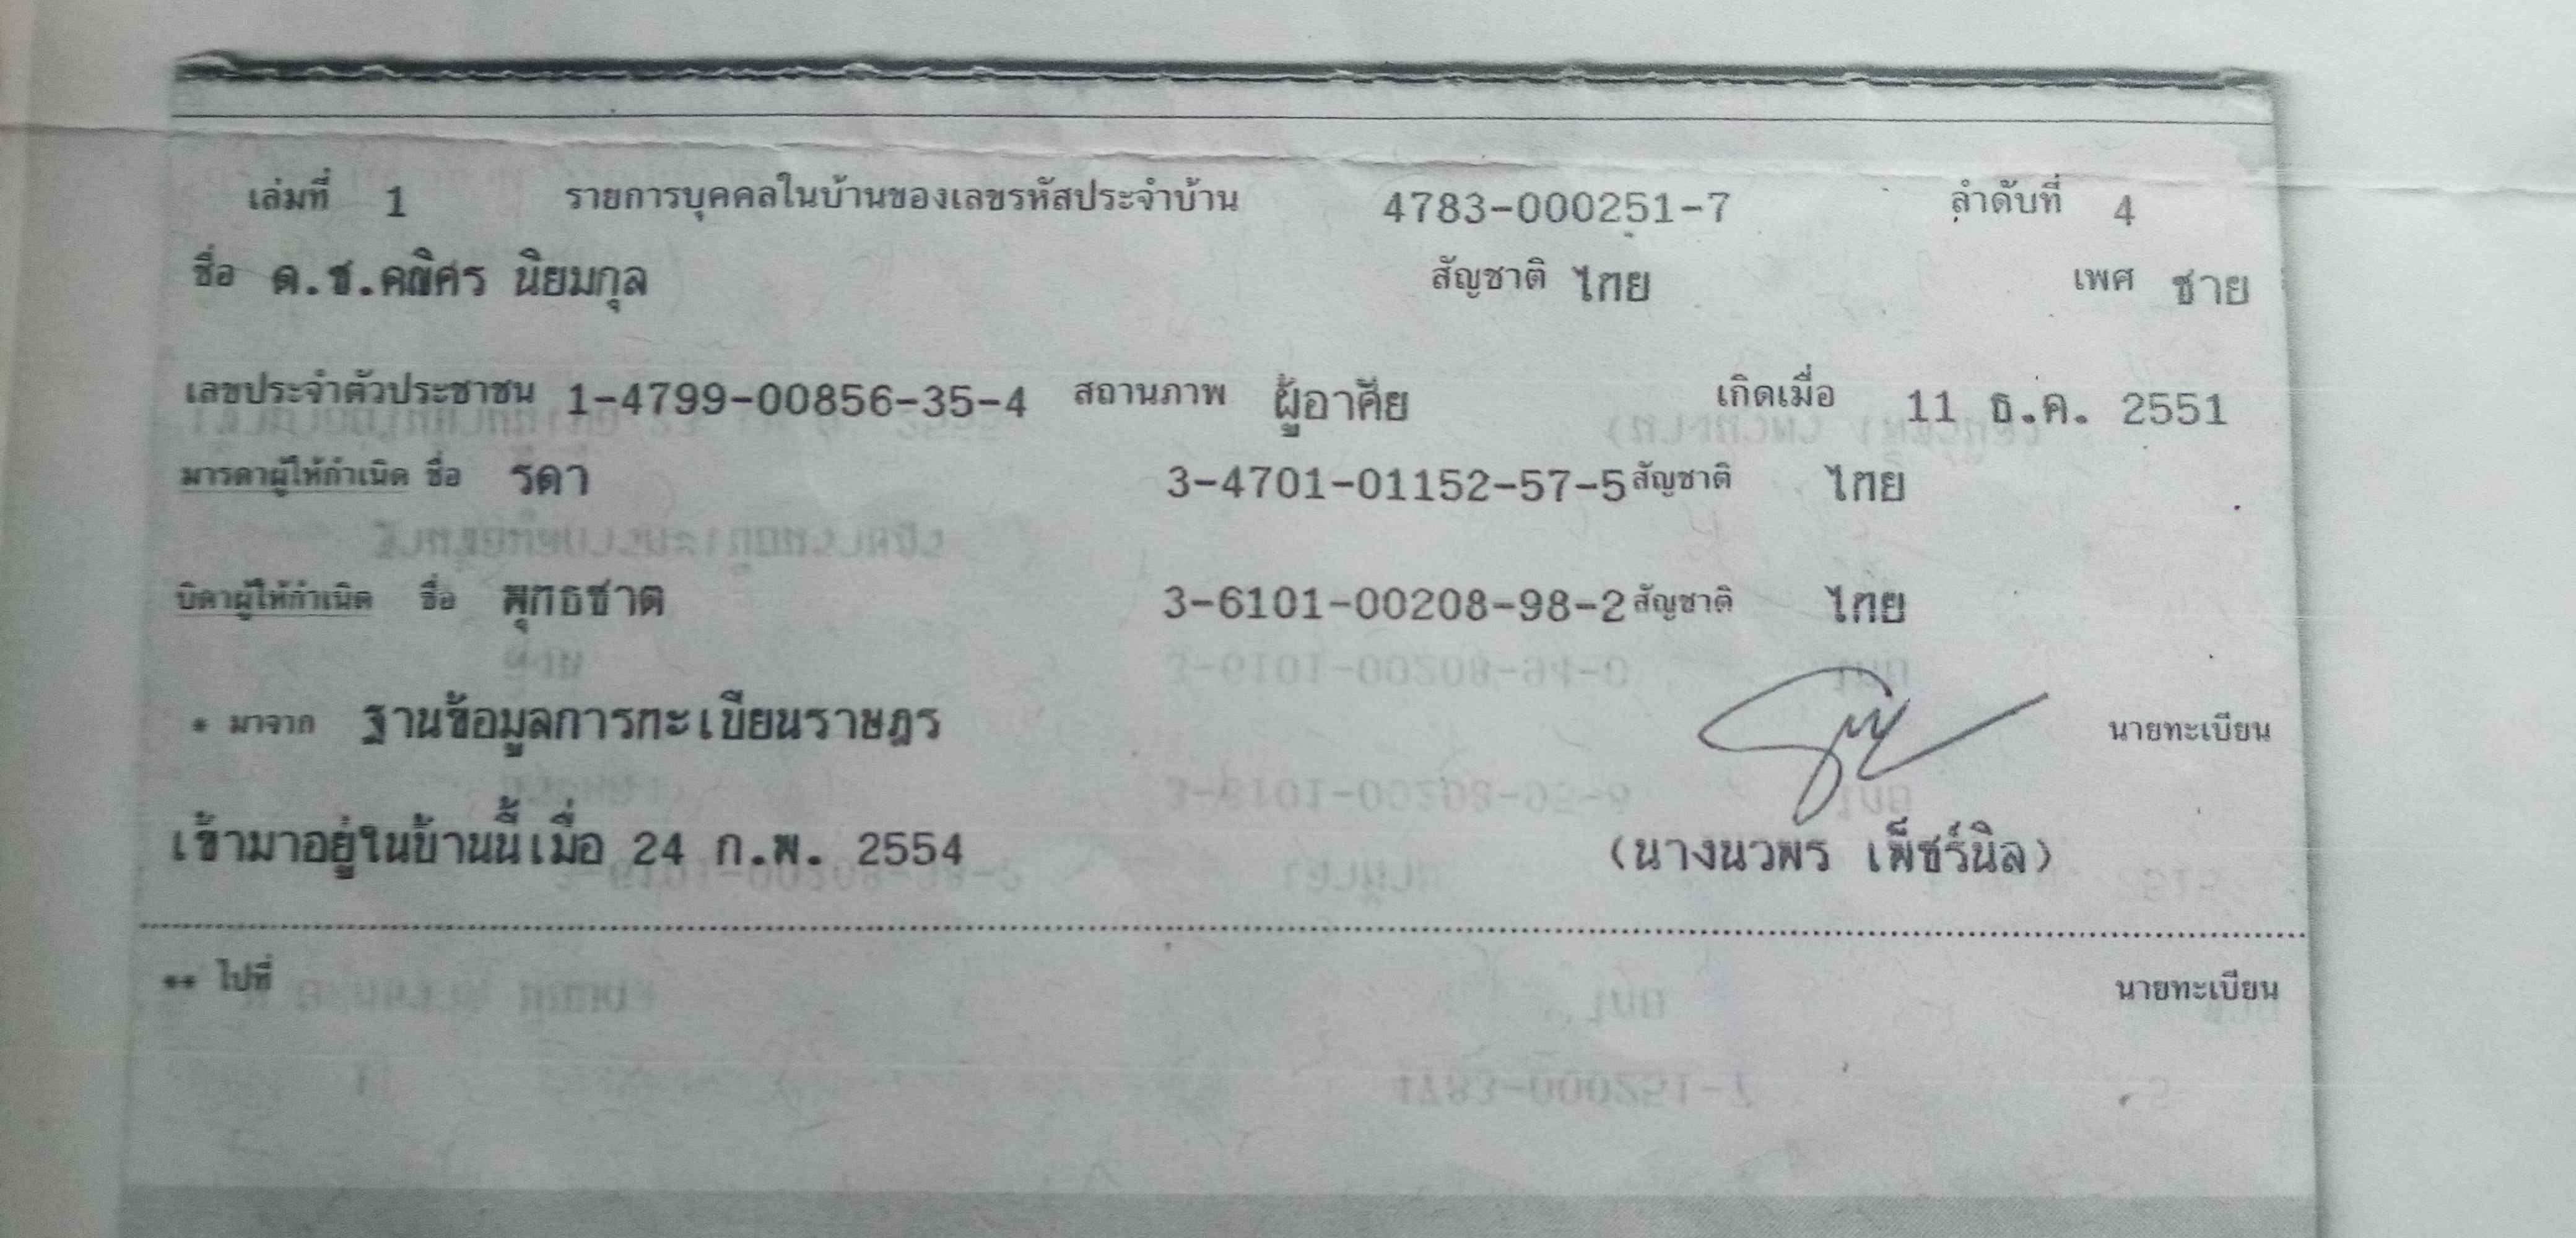 เล่มที่ 1 รายการบุคคลในบ้านของเลขรหัสประจำบ้าน 4783-000251-7 ลำดับที่ 4
ชื่อ ด.ช.คณิศร นิยมกุล สัญชาติ ไทย เพศ ชาย
เลขประจำตัวประชาชน 1-4799-00856-35-4 สถานภาพ ผู้อาศัย เกิดเมื่อ 11 ธ.ค. 2551
มารดาผู้ให้กำเนิด ชื่อ รดา 3-4701-01152-57-5 สัญชาติ ไทย
บิดาผู้ให้กำเนิด ชื่อ พุทธชาต 3-6101-00208-98-2 สัญชาติ ไทย
* มาจาก ฐานข้อมูลการทะเบียนราษฎร นายทะเบียน
เข้ามาอยู่ในบ้านนี้เมื่อ 24 ก.พ. 2554 (นางนวพร เพ็ชร์นิล)
** ไปที่ นายทะเบียน